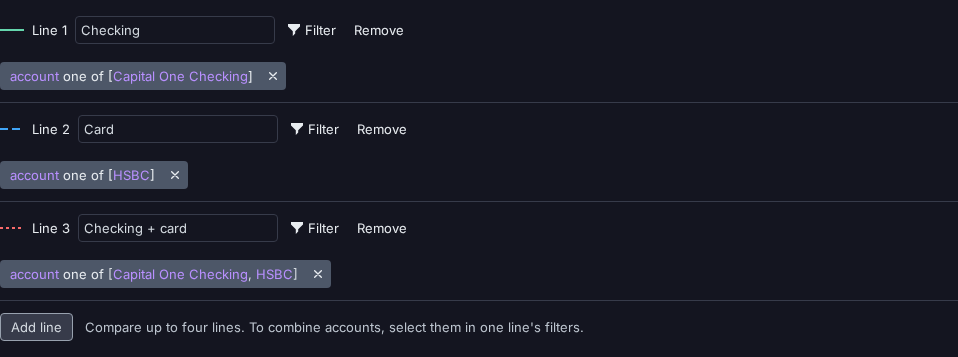 Line 1 Checking Filter Remove
account one of [Capital One Checking] ×
Line 2 Card Filter Remove
account one of [HSBC] ×
Line 3 Checking + card Filter Remove
account one of [Capital One Checking, HSBC] ×
Add line Compare up to four lines. To combine accounts, select them in one line's filters.